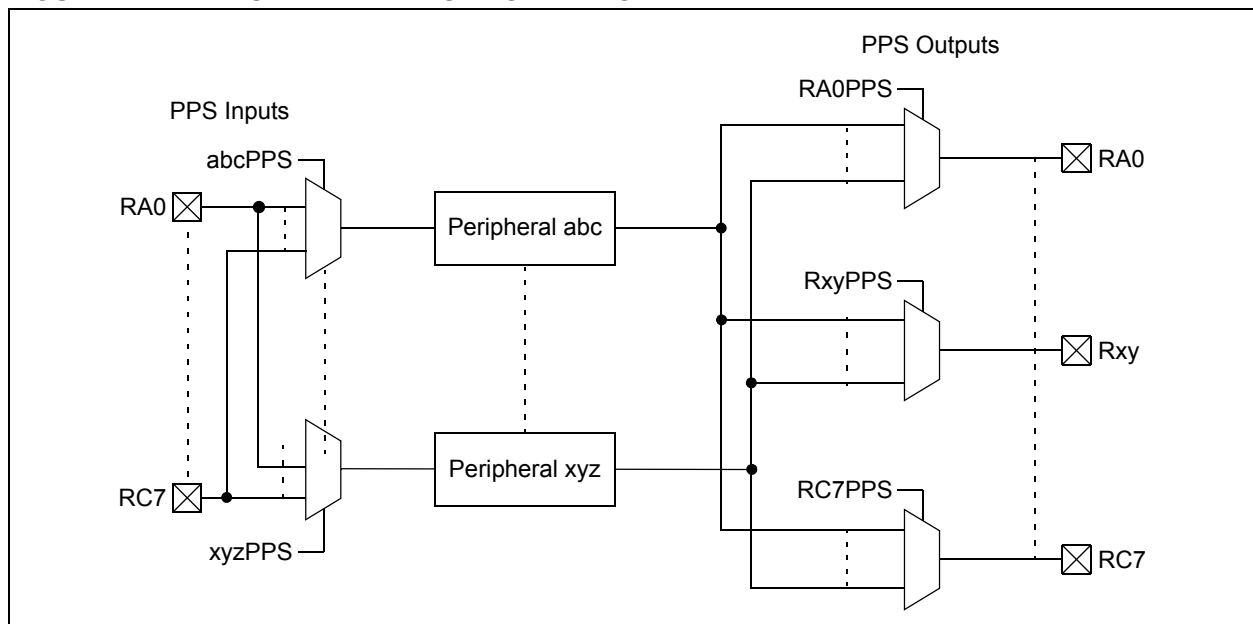 PPS Outputs
RA0PPS
PPS Inputs
abcPPS
RA0
RA0
Peripheral abc
RxyPPS
Rxy
Peripheral xyz
RC7PPS
RC7
xyzPPS
RC7